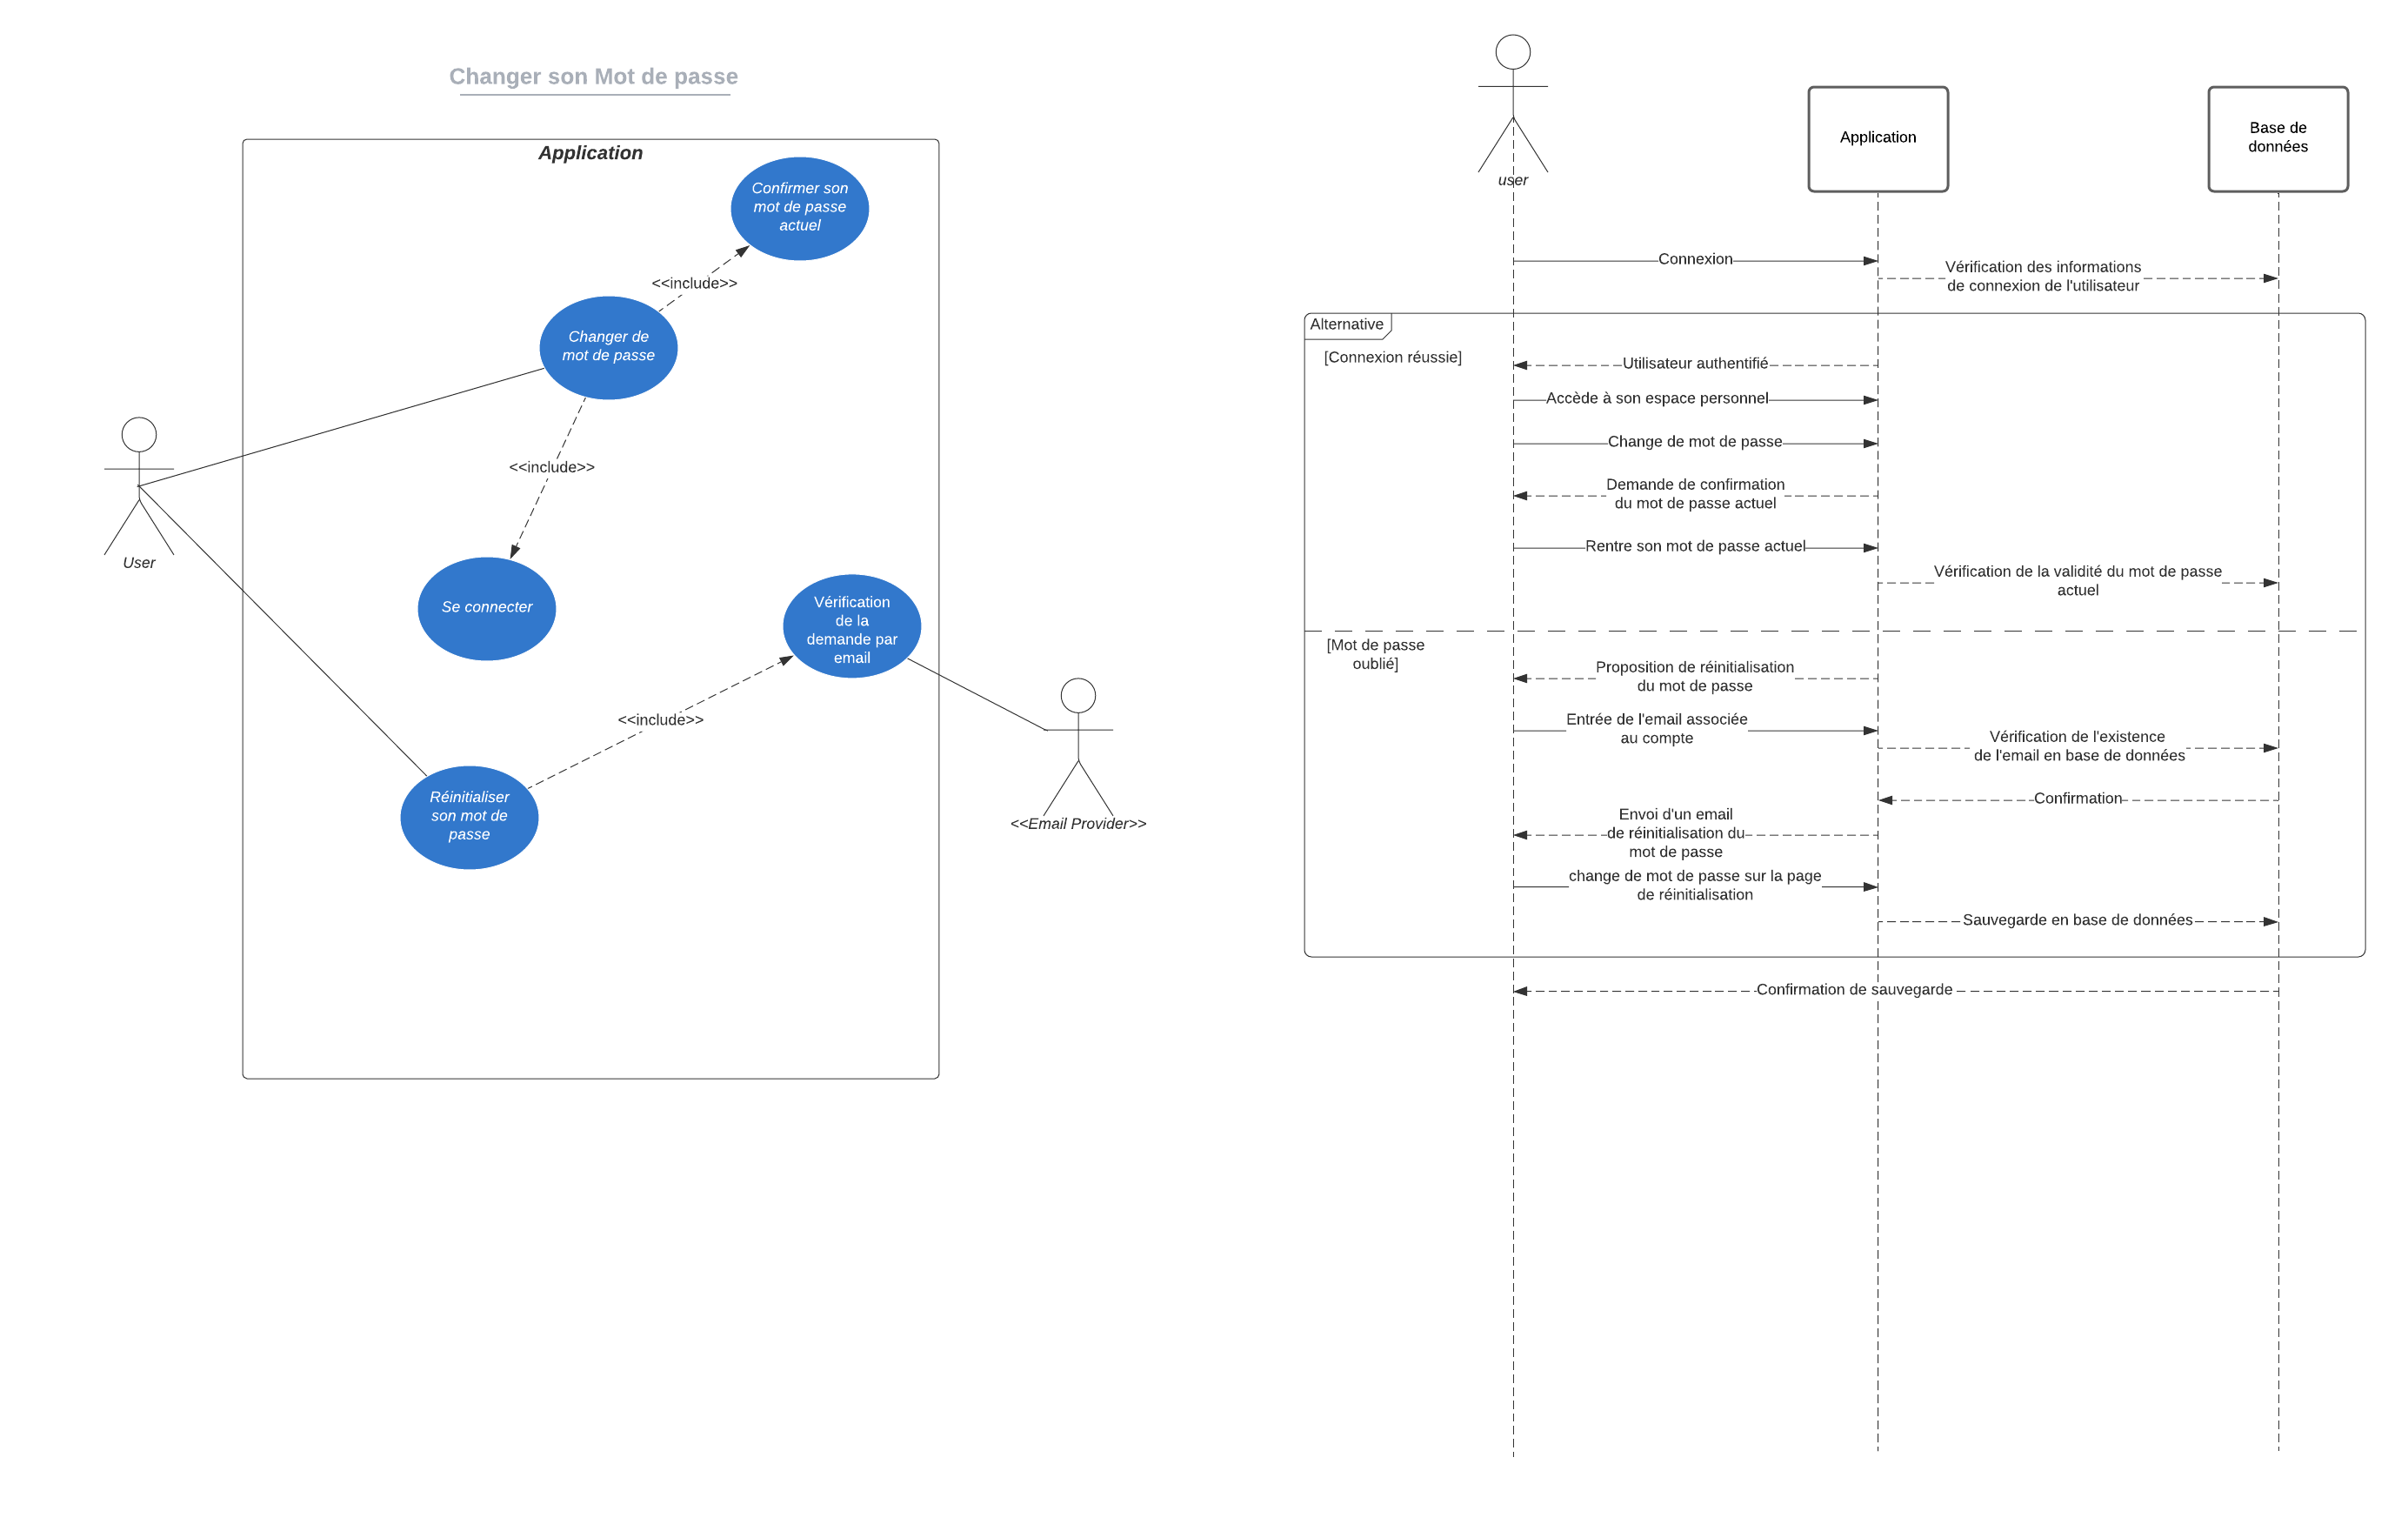 Changer son Mot de passe
Application
Confirmer son
mot de passe
actuel
<<include>>
Changer de
mot de passe
<<include>>
User
Se connecter
Vérification
de la
demande par
email
<<include>>
Réinitialiser
son mot de
passe
<<Email Provider>>
user
Application
Base de
données
Connexion
Vérification des informations
de connexion de l'utilisateur
Alternative
[Connexion réussie]
Utilisateur authentifié
Accède à son espace personnel
Change de mot de passe
Demande de confirmation
du mot de passe actuel
Rentre son mot de passe actuel
Vérification de la validité du mot de passe
actuel
[Mot de passe
oublié]
Proposition de réinitialisation
du mot de passe
Entrée de l'email associée
au compte
Vérification de l'existence
de l'email en base de données
Confirmation
Envoi d'un email
de réinitialisation du
mot de passe
change de mot de passe sur la page
de réinitialisation
Sauvegarde en base de données
Confirmation de sauvegarde